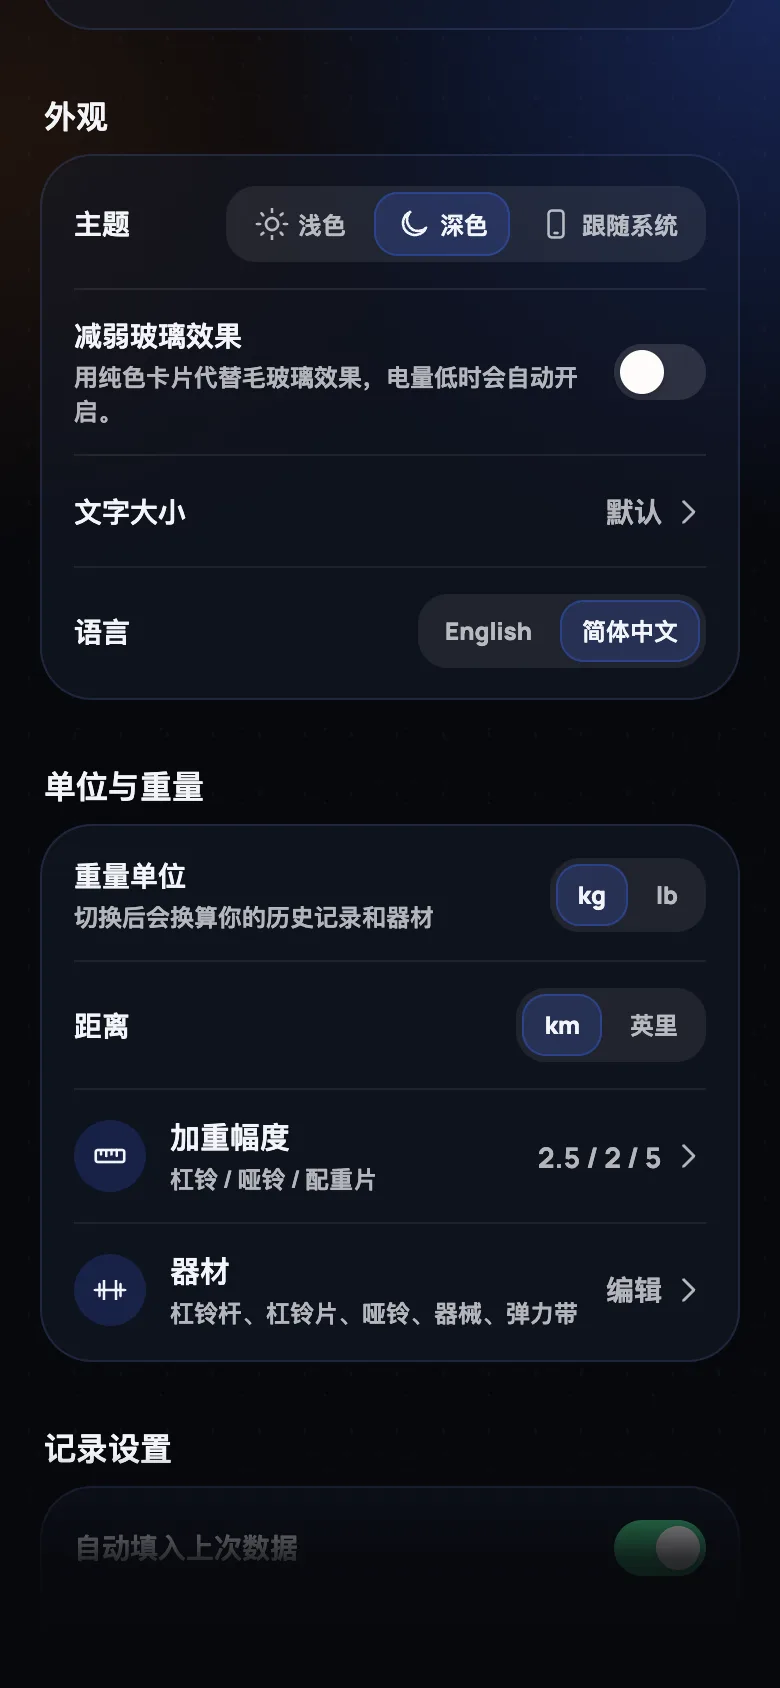 外观
主题
浅色
深色
跟随系统
减弱玻璃效果
用纯色卡片代替毛玻璃效果，电量低时会自动开
启。
文字大小
默认
语言
English
简体中文
单位与重量
重量单位
切换后会换算你的历史记录和器材
kg
lb
距离
km
英里
加重幅度
杠铃 / 哑铃 / 配重片
2.5 / 2 / 5
器材
杠铃杆、杠铃片、哑铃、器械、弹力带
编辑
记录设置
自动填入上次数据